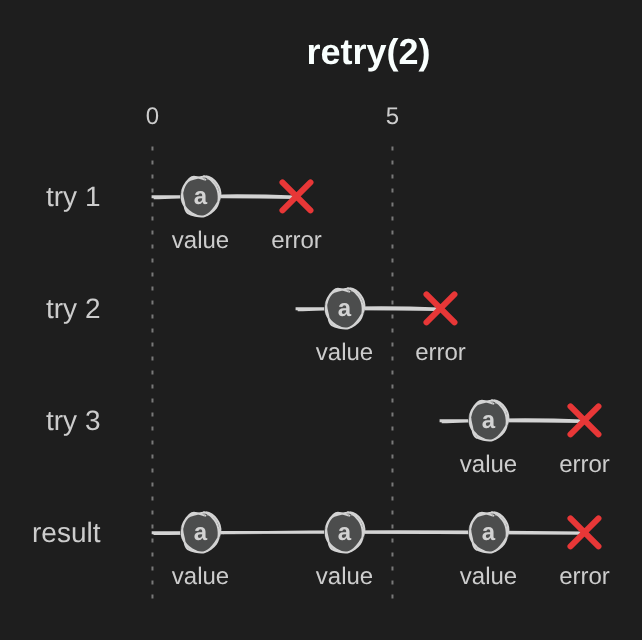 retry(2)
0 5
try 1 a
value error
try 2 a
value error
try 3 a
value error
result a a a
value value value error